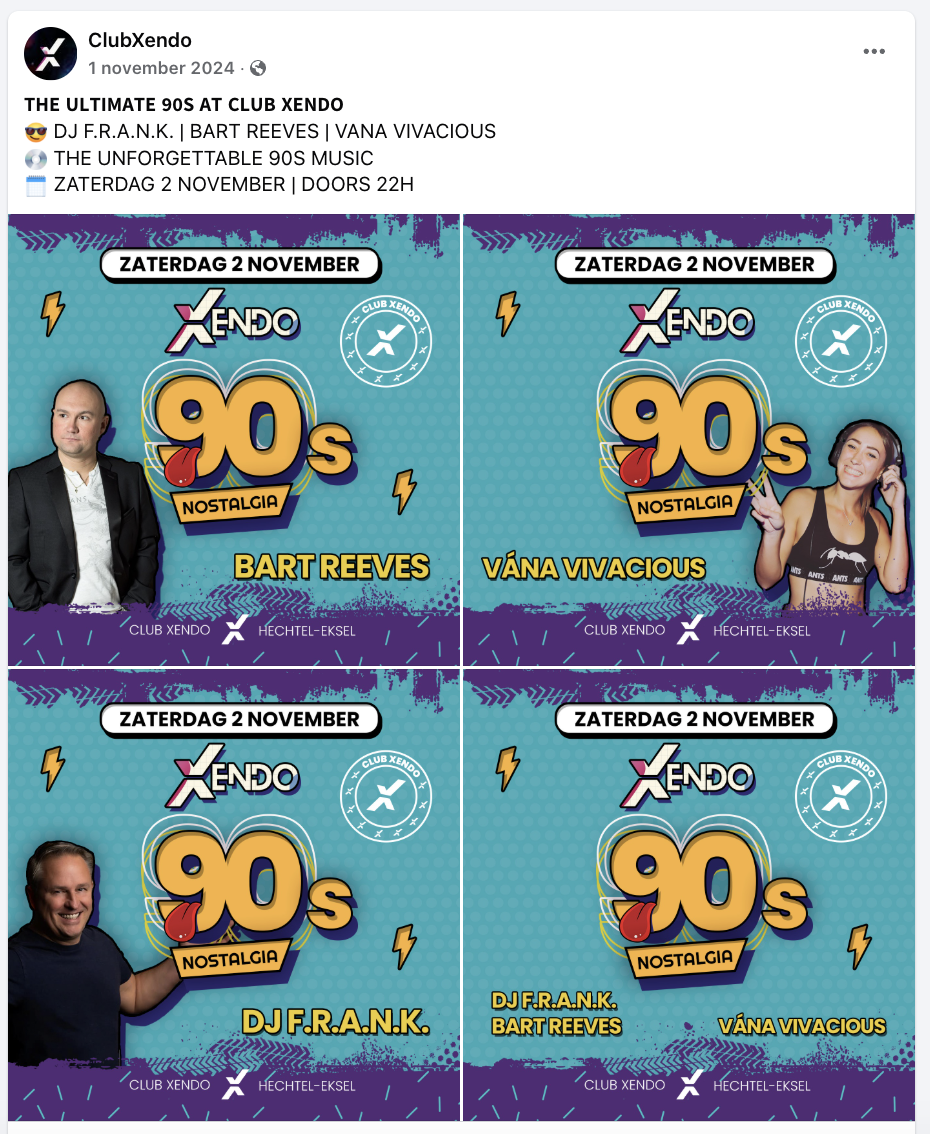 ClubXendo
1 november 2024 ·
THE ULTIMATE 90S AT CLUB XENDO
😎 DJ F.R.A.N.K. | BART REEVES | VANA VIVACIOUS
💿 THE UNFORGETTABLE 90S MUSIC
🗓️ ZATERDAG 2 NOVEMBER | DOORS 22H
ZATERDAG 2 NOVEMBER
XENDO
CLUB XENDO
X
90s
NOSTALGIA
BART REEVES
CLUB XENDO X HECHTEL-EKSEL
ZATERDAG 2 NOVEMBER
XENDO
CLUB XENDO
X
90s
NOSTALGIA
ANTS ANTS ANTS
VÁNA VIVACIOUS
CLUB XENDO X HECHTEL-EKSEL
ZATERDAG 2 NOVEMBER
XENDO
CLUB XENDO
X
90s
NOSTALGIA
DJ F.R.A.N.K.
CLUB XENDO X HECHTEL-EKSEL
ZATERDAG 2 NOVEMBER
XENDO
CLUB XENDO
X
90s
NOSTALGIA
DJ F.R.A.N.K.
BART REEVES
VÁNA VIVACIOUS
CLUB XENDO X HECHTEL-EKSEL